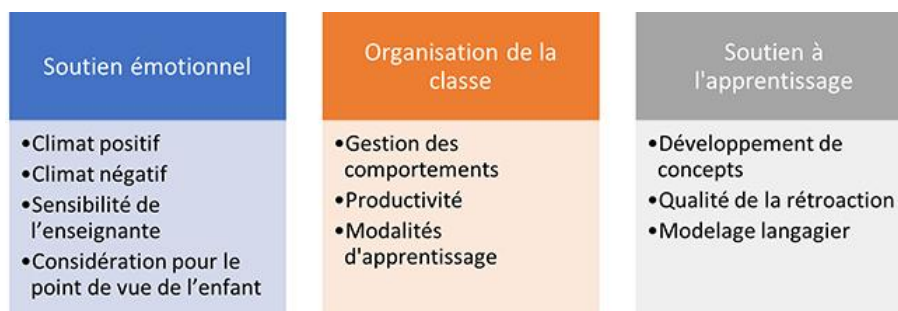 Soutien émotionnel
•Climat positif
•Climat négatif
•Sensibilité de
l’enseignante
•Considération pour le
point de vue de l’enfant
Organisation de la
classe
•Gestion des
comportements
•Productivité
•Modalités
d'apprentissage
Soutien à
l'apprentissage
•Développement de
concepts
•Qualité de la rétroaction
•Modelage langagier